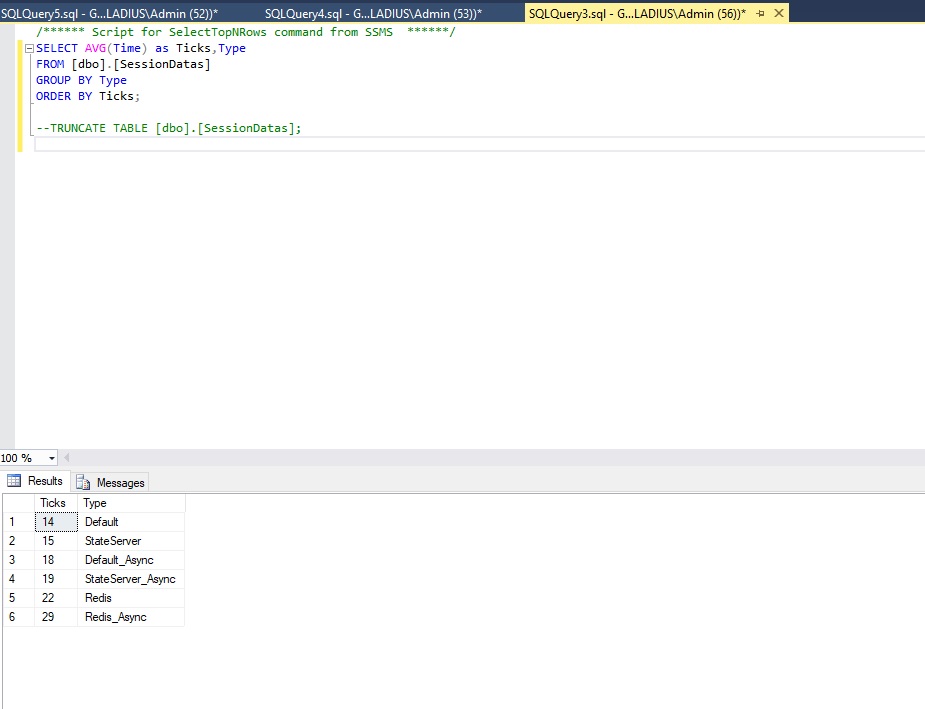 SQLQuery5.sql - G...LADIUS\Admin (52))* SQLQuery4.sql - G...LADIUS\Admin (53))* SQLQuery3.sql - G...LADIUS\Admin (56))*
/****** Script for SelectTopNRows command from SSMS ******/
SELECT AVG(Time) as Ticks,Type
FROM [dbo].[SessionDatas]
GROUP BY Type
ORDER BY Ticks;
--TRUNCATE TABLE [dbo].[SessionDatas];
100 %
Results Messages
Ticks Type
1 14 Default
2 15 StateServer
3 18 Default_Async
4 19 StateServer_Async
5 22 Redis
6 29 Redis_Async